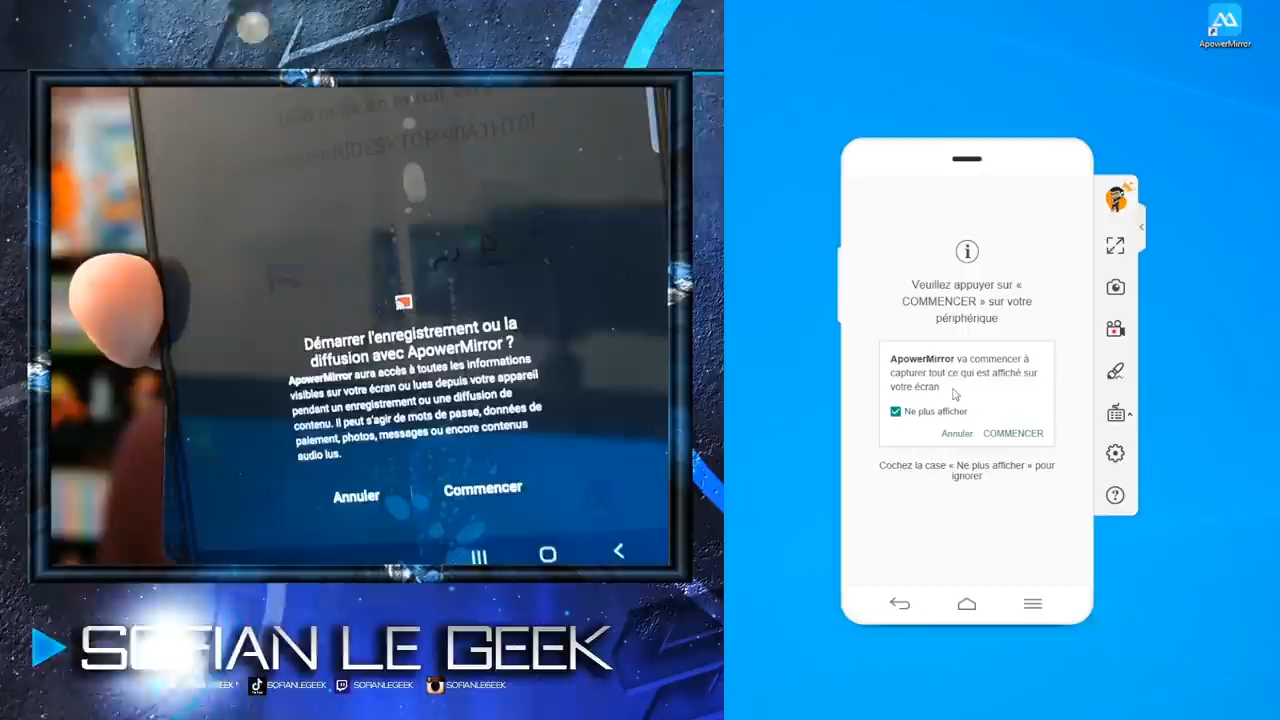 ApowerMirror
Démarrer l'enregistrement ou la
diffusion avec ApowerMirror ?
ApowerMirror aura accès à toutes les informations
visibles sur votre écran ou lues depuis votre appareil
pendant un enregistrement ou une diffusion de
contenu. Il peut s'agir de mots de passe, données de
paiement, photos, messages ou encore contenus
audio lus.
Annuler Commencer
Veuillez appuyer sur «
COMMENCER » sur votre
périphérique
ApowerMirror va commencer à
capturer tout ce qui est affiché sur
votre écran
Ne plus afficher
Annuler COMMENCER
Cochez la case « Ne plus afficher » pour
ignorer
SOFIAN LE GEEK
GEEK SOFIANLEGEEK SOFIANLEGEEK SOFIANLEGEEK